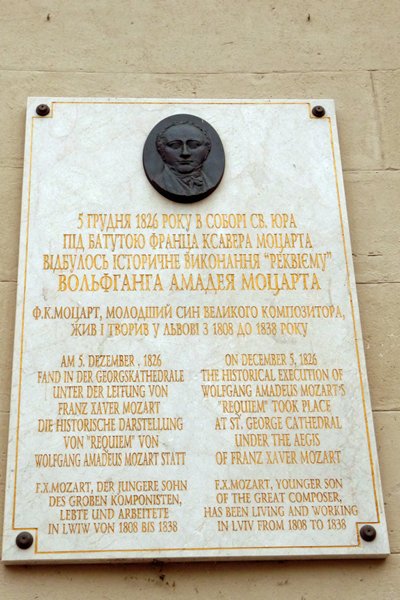 5 ГРУДНЯ 1826 РОКУ В СОБОРІ СВ. ЮРА
ПІД БАТУТОЮ ФРАНЦА КСАВЕРА МОЦАРТА
ВІДБУЛОСЬ ІСТОРИЧНЕ ВИКОНАННЯ "РЕКВІЄМУ"
ВОЛЬФГАНГА АМАДЕЯ МОЦАРТА
Ф.К.МОЦАРТ, МОЛОДШИЙ СИН ВЕЛИКОГО КОМПОЗИТОРА,
ЖИВ І ТВОРИВ У ЛЬВОВІ З 1808 ДО 1838 РОКУ
AM 5. DEZEMBER , 1826
FAND IN DER GEORGSKATHEDRALE
UNTER DER LEITUNG VON
FRANZ XAVER MOZART
DIE HISTORISCHE DARSTELLUNG
VON "REQUIEM" VON
WOLFGANG AMADEUS MOZART STATT
F.X.MOZART, DER JUNGERE SOHN
DES GROBEN KOMPONISTEN,
LEBTE UND ARBEITETE
IN LWIW VON 1808 BIS 1838
ON DECEMBER 5, 1826
THE HISTORICAL EXECUTION OF
WOLFGANG AMADEUS MOZART'S
"REQUIEM" TOOK PLACE
AT ST. GEORGE CATHEDRAL
UNDER THE AEGIS
OF FRANZ XAVER MOZART
F.X.MOZART, YOUNGER SON
OF THE GREAT COMPOSER,
HAS BEEN LIVING AND WORKING
IN LVIV FROM 1808 TO 1838